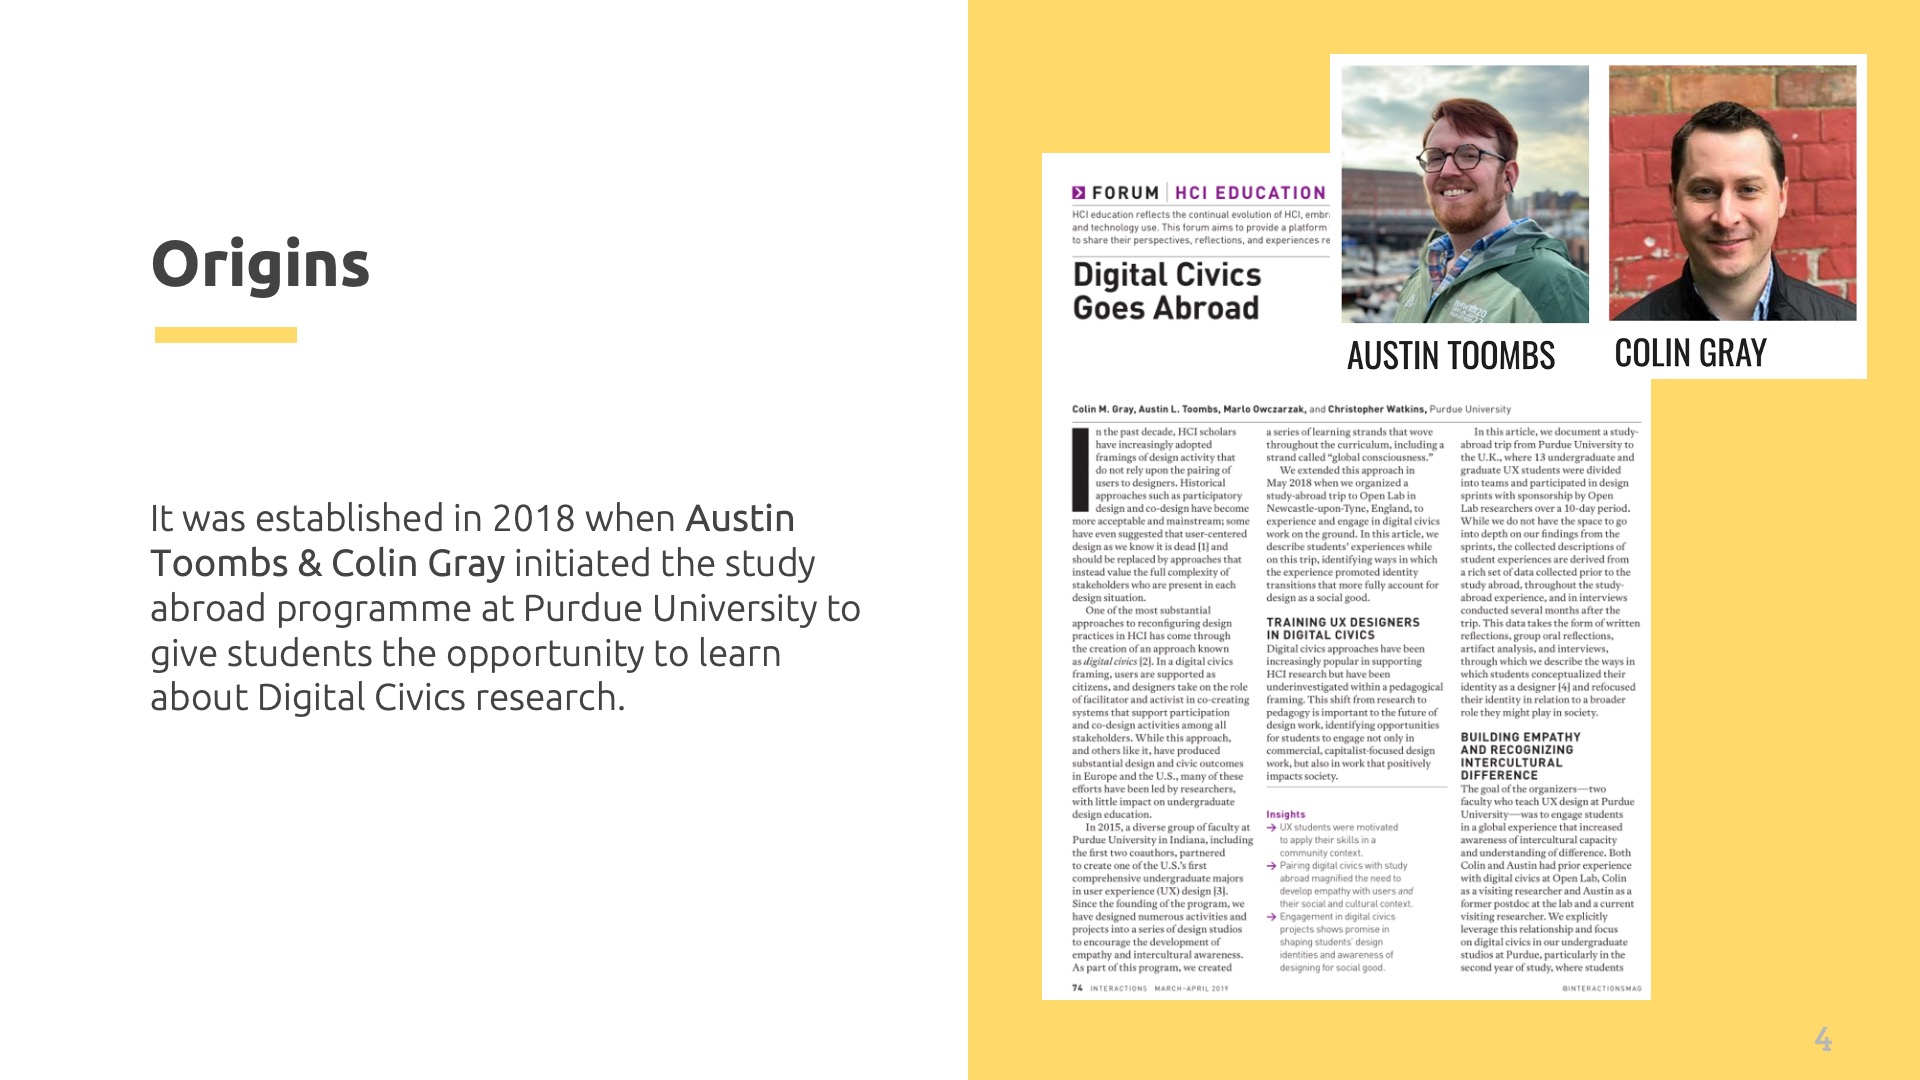 Origins
It was established in 2018 when Austin
Toombs & Colin Gray initiated the study
abroad programme at Purdue University to
give students the opportunity to learn
about Digital Civics research.
FORUM | HCI EDUCATION
HCI education reflects the continual evolution of HCI, embr
and technology use. This forum aims to provide a platform
to share their perspectives, reflections, and experiences re
Digital Civics
Goes Abroad
AUSTIN TOOMBS
COLIN GRAY
Colin M. Gray, Austin L. Toombs, Marlo Owczarzak, and Christopher Watkins, Purdue University
In the past decade, HCI scholars
have increasingly adopted
framings of design activity that
do not rely upon the pairing of
users to designers. Historical
approaches such as participatory
design and co-design have become
more acceptable and mainstream; some
have even suggested that user-centered
design as we know it is dead [1] and
should be replaced by approaches that
instead value the full complexity of
stakeholders who are present in each
design situation.
One of the most substantial
approaches to reconfiguring design
practices in HCI has come through
the creation of an approach known
as digital civics [2]. In a digital civics
framing, users are supported as
citizens, and designers take on the role
of facilitator and activist in co-creating
systems that support participation
and co-design activities among all
stakeholders. While this approach,
and others like it, have produced
substantial design and civic outcomes
in Europe and the U.S., many of these
efforts have been led by researchers,
with little impact on undergraduate
design education.
In 2015, a diverse group of faculty at
Purdue University in Indiana, including
the first two coauthors, partnered
to create one of the U.S.'s first
comprehensive undergraduate majors
in user experience (UX) design [3].
Since the founding of the program, we
have designed numerous activities and
projects into a series of design studios
to encourage the development of
empathy and intercultural awareness.
As part of this program, we created
a series of learning strands that wove
throughout the curriculum, including a
strand called “global consciousness.”
We extended this approach in
May 2018 when we organized a
study-abroad trip to Open Lab in
Newcastle-upon-Tyne, England, to
experience and engage in digital civics
work on the ground. In this article, we
describe students' experiences while
on this trip, identifying ways in which
the experience promoted identity
transitions that more fully account for
design as a social good.
TRAINING UX DESIGNERS
IN DIGITAL CIVICS
Digital civics approaches have been
increasingly popular in supporting
HCI research but have been
underinvestigated within a pedagogical
framing. This shift from research to
pedagogy is important to the future of
design work, identifying opportunities
for students to engage not only in
commercial, capitalist-focused design
work, but also in work that positively
impacts society.
Insights
→ UX students were motivated
to apply their skills in a
community context.
→ Pairing digital civics with study
abroad magnified the need to
develop empathy with users and
their social and cultural context.
→ Engagement in digital civics
projects shows promise in
shaping students' design
identities and awareness of
designing for social good.
In this article, we document a study-
abroad trip from Purdue University to
the U.K., where 13 undergraduate and
graduate UX students were divided
into teams and participated in design
sprints with sponsorship by Open
Lab researchers over a 10-day period.
While we do not have the space to go
into depth on our findings from the
sprints, the collected descriptions of
student experiences are derived from
a rich set of data collected prior to the
study abroad, throughout the study-
abroad experience, and in interviews
conducted several months after the
trip. This data takes the form of written
reflections, group oral reflections,
artifact analysis, and interviews,
through which we describe the ways in
which students conceptualized their
identity as a designer [4] and refocused
their identity in relation to a broader
role they might play in society.
BUILDING EMPATHY
AND RECOGNIZING
INTERCULTURAL
DIFFERENCE
The goal of the organizers—two
faculty who teach UX design at Purdue
University—was to engage students
in a global experience that increased
awareness of intercultural capacity
and understanding of difference. Both
Colin and Austin had prior experience
with digital civics at Open Lab, Colin
as a visiting researcher and Austin as a
former postdoc at the lab and a current
visiting researcher. We explicitly
leverage this relationship and focus
on digital civics in our undergraduate
studios at Purdue, particularly in the
second year of study, where students
74 INTERACTIONS MARCH–APRIL 2019
@INTERACTIONSMAG
4